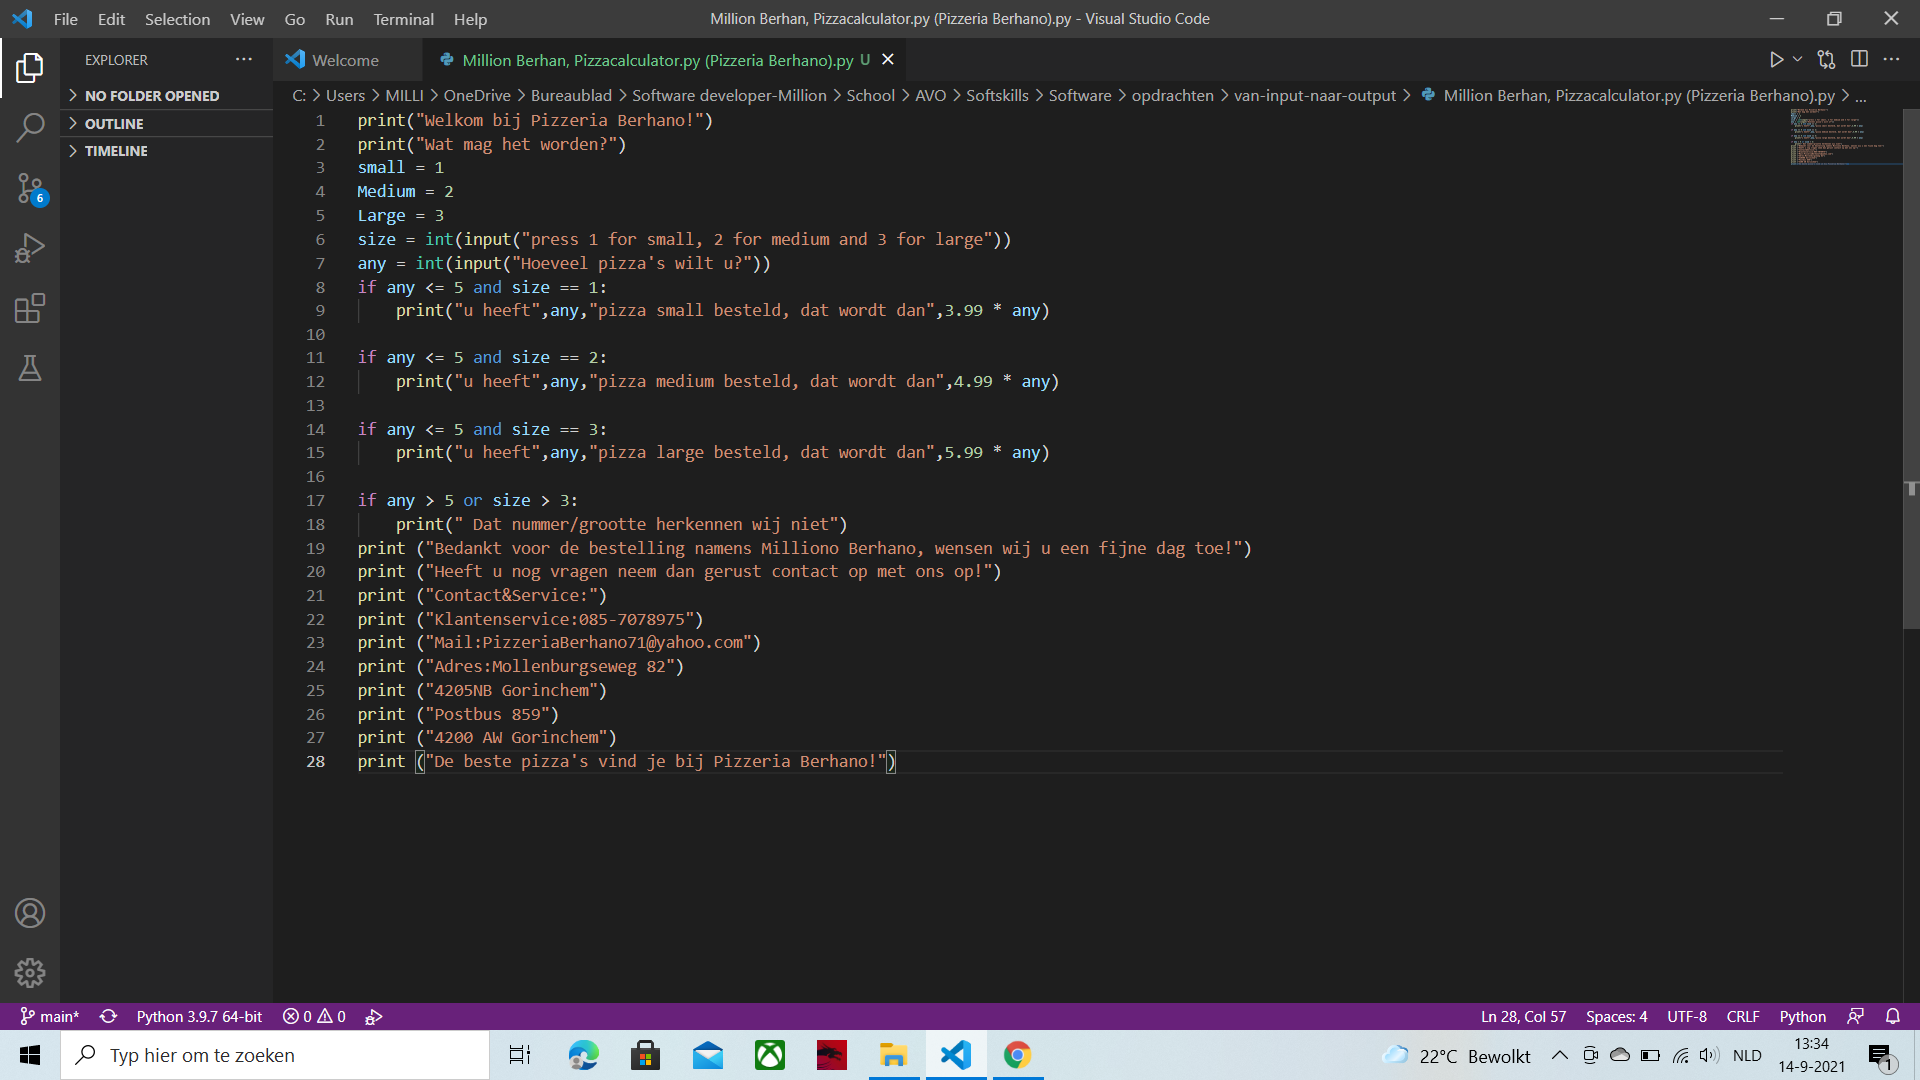 File Edit Selection View Go Run Terminal Help
Million Berhan, Pizzacalculator.py (Pizzeria Berhano).py - Visual Studio Code
EXPLORER
NO FOLDER OPENED
OUTLINE
TIMELINE
6
Welcome
Million Berhan, Pizzacalculator.py (Pizzeria Berhano).py U
C: > Users > MILLI > OneDrive > Bureaublad > Software developer-Million > School > AVO > Softskills > Software > opdrachten > van-input-naar-output > Million Berhan, Pizzacalculator.py (Pizzeria Berhano).py > ...
1 print("Welkom bij Pizzeria Berhano!")
2 print("Wat mag het worden?")
3 small = 1
4 Medium = 2
5 Large = 3
6 size = int(input("press 1 for small, 2 for medium and 3 for large"))
7 any = int(input("Hoeveel pizza's wilt u?"))
8 if any <= 5 and size == 1:
9     print("u heeft",any,"pizza small besteld, dat wordt dan",3.99 * any)
10
11 if any <= 5 and size == 2:
12     print("u heeft",any,"pizza medium besteld, dat wordt dan",4.99 * any)
13
14 if any <= 5 and size == 3:
15     print("u heeft",any,"pizza large besteld, dat wordt dan",5.99 * any)
16
17 if any > 5 or size > 3:
18     print(" Dat nummer/grootte herkennen wij niet")
19 print ("Bedankt voor de bestelling namens Milliono Berhano, wensen wij u een fijne dag toe!")
20 print ("Heeft u nog vragen neem dan gerust contact op met ons op!")
21 print ("Contact&Service:")
22 print ("Klantenservice:085-7078975")
23 print ("Mail:PizzeriaBerhano71@yahoo.com")
24 print ("Adres:Mollenburgseweg 82")
25 print ("4205NB Gorinchem")
26 print ("Postbus 859")
27 print ("4200 AW Gorinchem")
28 print ("De beste pizza's vind je bij Pizzeria Berhano!")
main* Python 3.9.7 64-bit 0 0
Ln 28, Col 57 Spaces: 4 UTF-8 CRLF Python
Typ hier om te zoeken
22°C Bewolkt NLD
13:34
14-9-2021
1